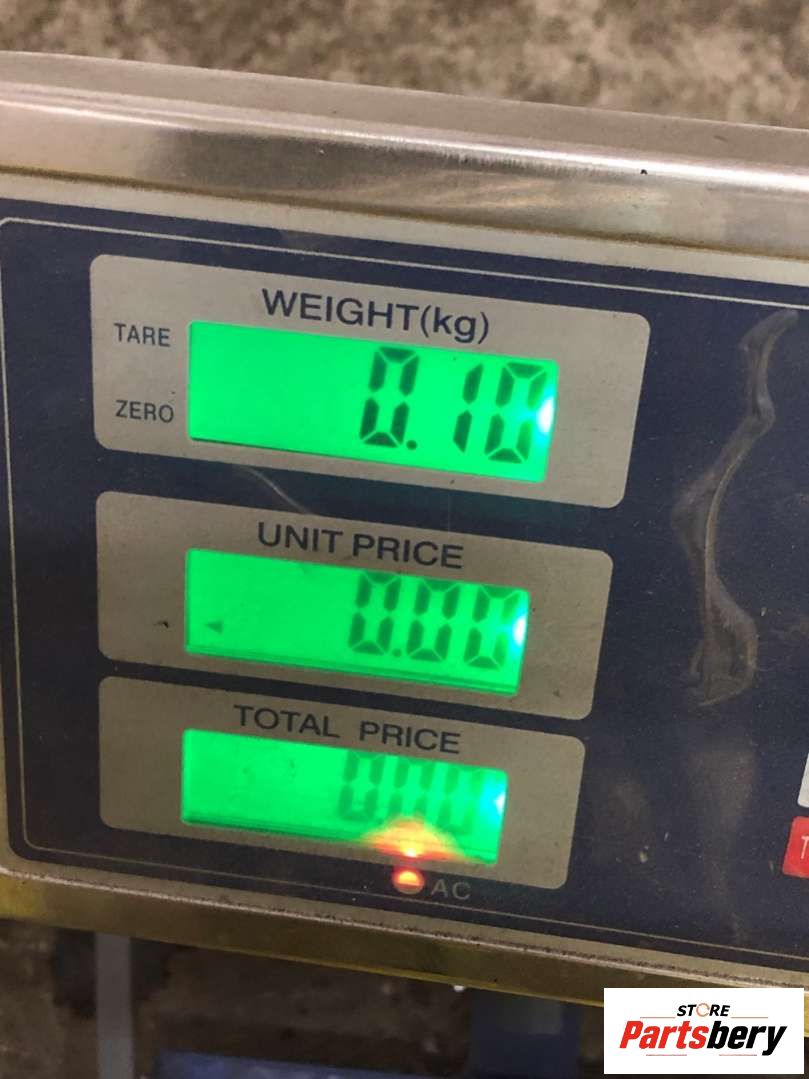 WEIGHT(kg)
TARE
0.10
ZERO
UNIT PRICE
0.00
TOTAL PRICE
0.00
AC
T
STORE
Partsbery